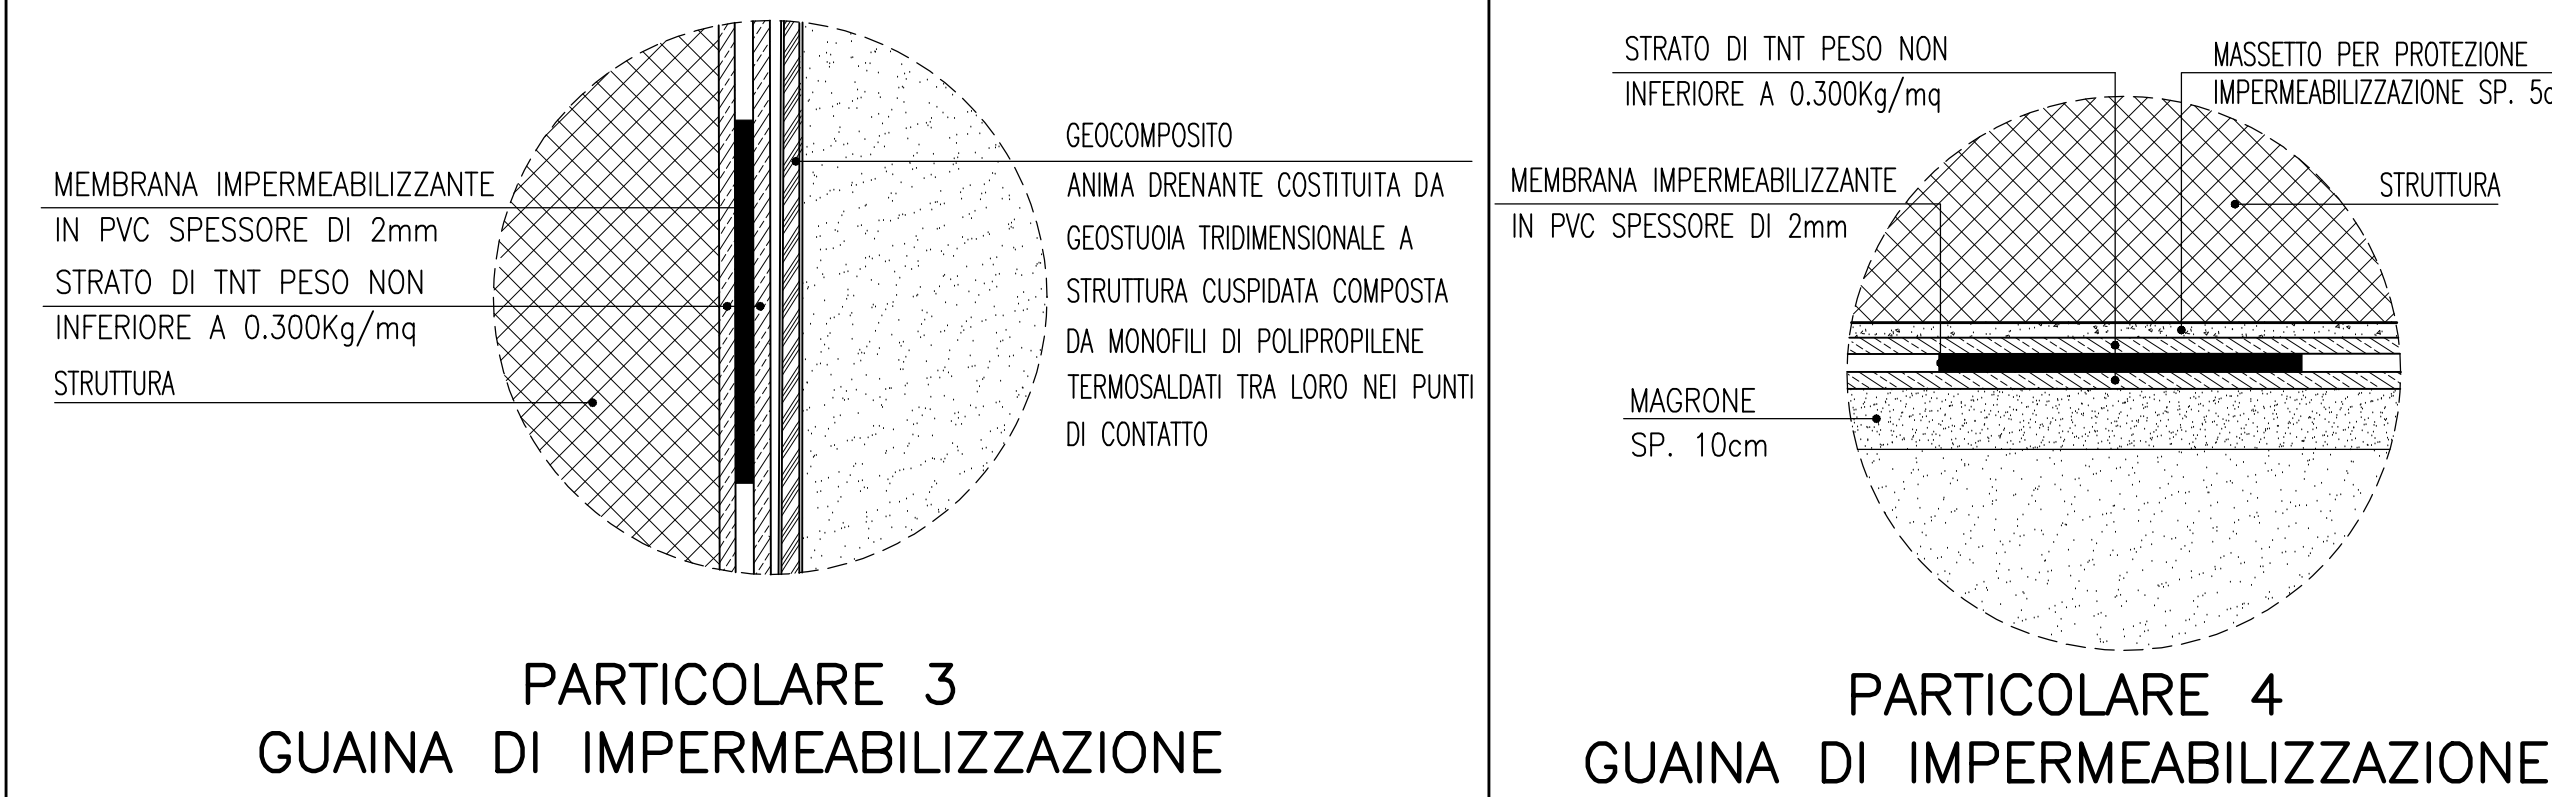 MEMBRANA IMPERMEABILIZZANTE
IN PVC SPESSORE DI 2mm
STRATO DI TNT PESO NON
INFERIORE A 0.300Kg/mq
STRUTTURA
GEOCOMPOSITO
ANIMA DRENANTE COSTITUITA DA
GEOSTUOIA TRIDIMENSIONALE A
STRUTTURA CUSPIDATA COMPOSTA
DA MONOFILI DI POLIPROPILENE
TERMOSALDATI TRA LORO NEI PUNTI
DI CONTATTO
PARTICOLARE 3
GUAINA DI IMPERMEABILIZZAZIONE
STRATO DI TNT PESO NON
INFERIORE A 0.300Kg/mq
MASSETTO PER PROTEZIONE
IMPERMEABILIZZAZIONE SP.
MEMBRANA IMPERMEABILIZZANTE
IN PVC SPESSORE DI 2mm
STRUTTURA
MAGRONE
SP. 10cm
PARTICOLARE 4
GUAINA DI IMPERMEABILIZZAZIONE